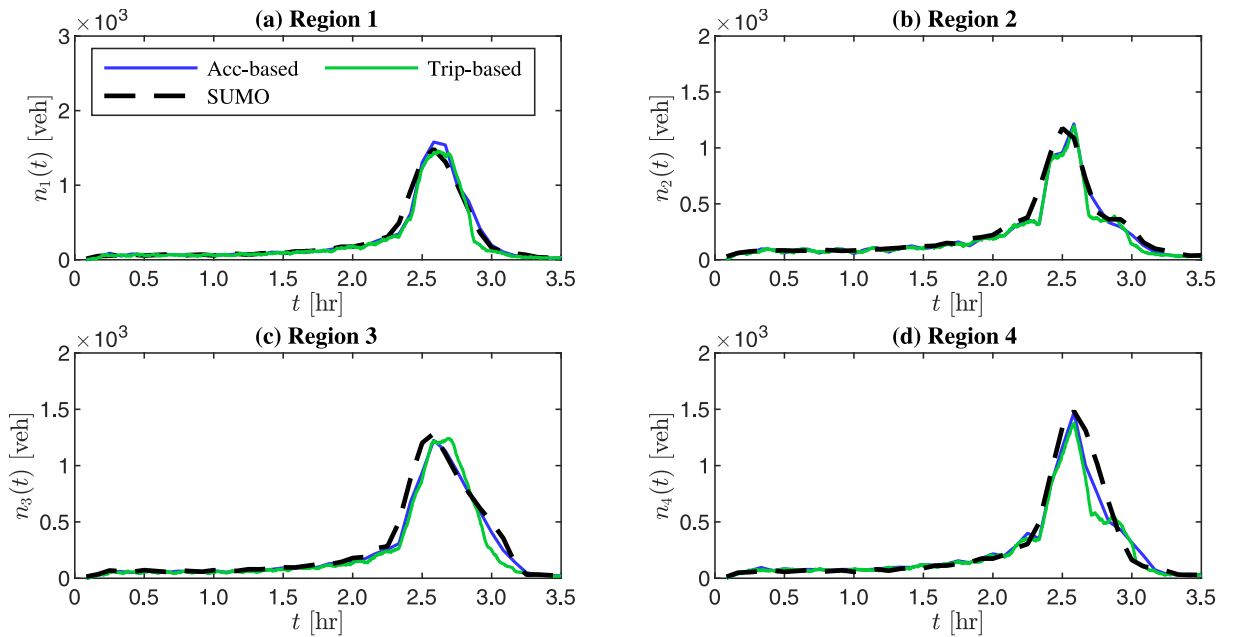 (a) Region 1
×10³
3
2
1
0
n₁(t) [veh]
Acc-based
Trip-based
SUMO
0 0.5 1.0 1.5 2.0 2.5 3.0 3.5
t [hr]
(b) Region 2
×10³
2
1.5
1
0.5
0
n₂(t) [veh]
0 0.5 1.0 1.5 2.0 2.5 3.0 3.5
t [hr]
(c) Region 3
×10³
2
1.5
1
0.5
0
n₃(t) [veh]
0 0.5 1.0 1.5 2.0 2.5 3.0 3.5
t [hr]
(d) Region 4
×10³
2
1.5
1
0.5
0
n₄(t) [veh]
0 0.5 1.0 1.5 2.0 2.5 3.0 3.5
t [hr]